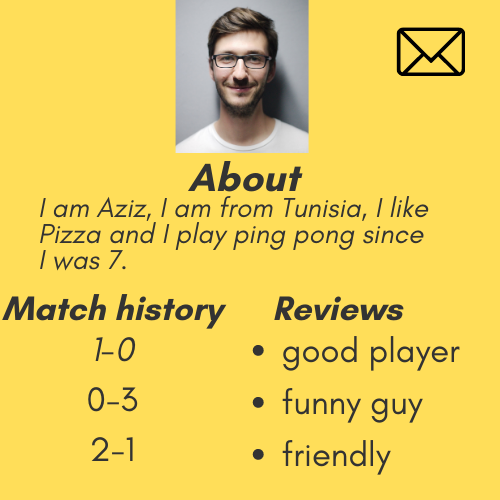 About
I am Aziz, I am from Tunisia, I like
Pizza and I play ping pong since
I was 7.
Match history
1-0
0-3
2-1
Reviews
• good player
• funny guy
• friendly